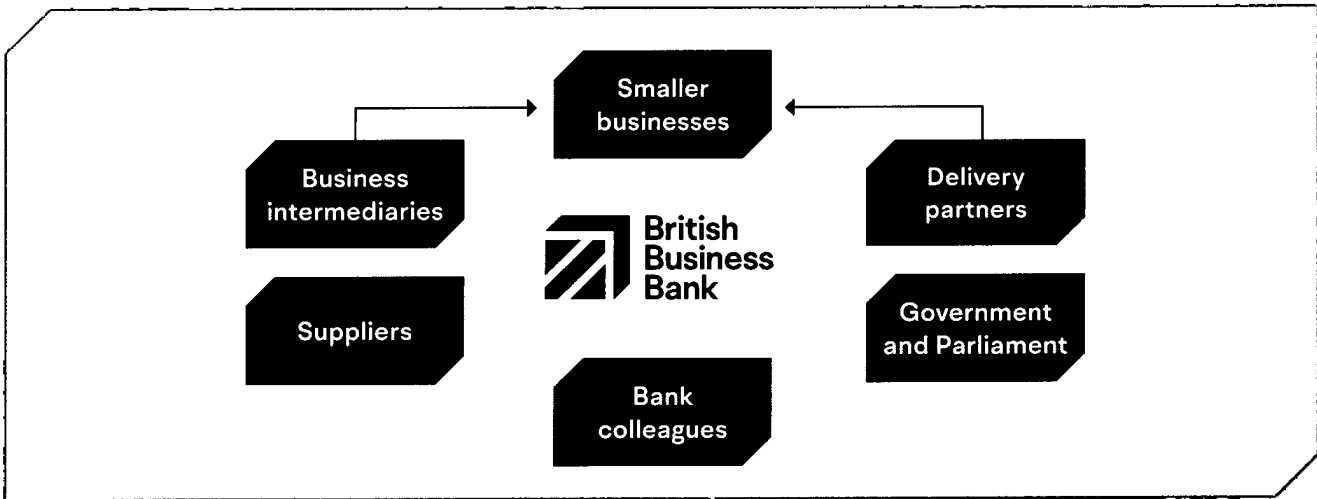 Smaller
businesses
Business
intermediaries
Delivery
partners
British
Business
Bank
Suppliers
Government
and Parliament
Bank
colleagues